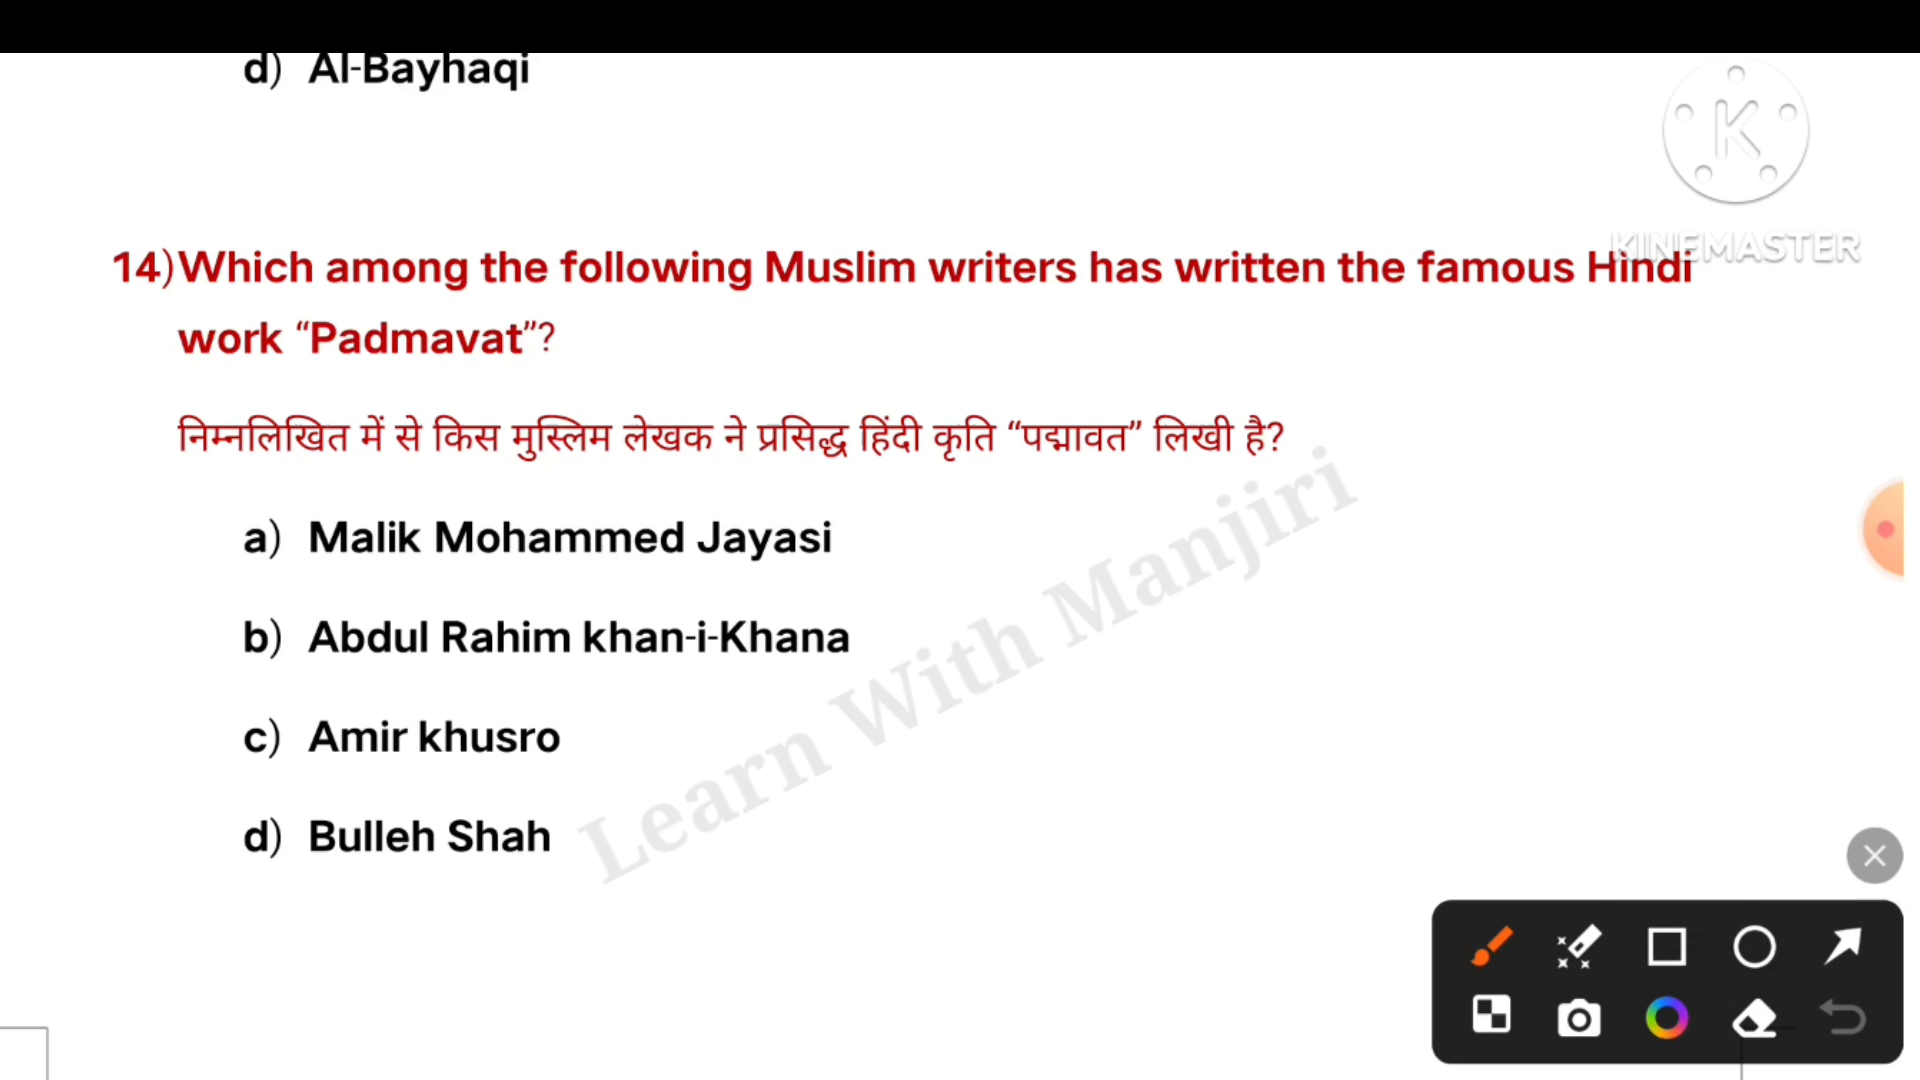 d) Al-Bayhaqi
KINEMASTER
14) Which among the following Muslim writers has written the famous Hindi
work “Padmavat”?
निम्नलिखित में से किस मुस्लिम लेखक ने प्रसिद्ध हिंदी कृति “पद्मावत” लिखी है?
a) Malik Mohammed Jayasi
b) Abdul Rahim khan-i-Khana
c) Amir khusro
d) Bulleh Shah
Learn With Manjiri